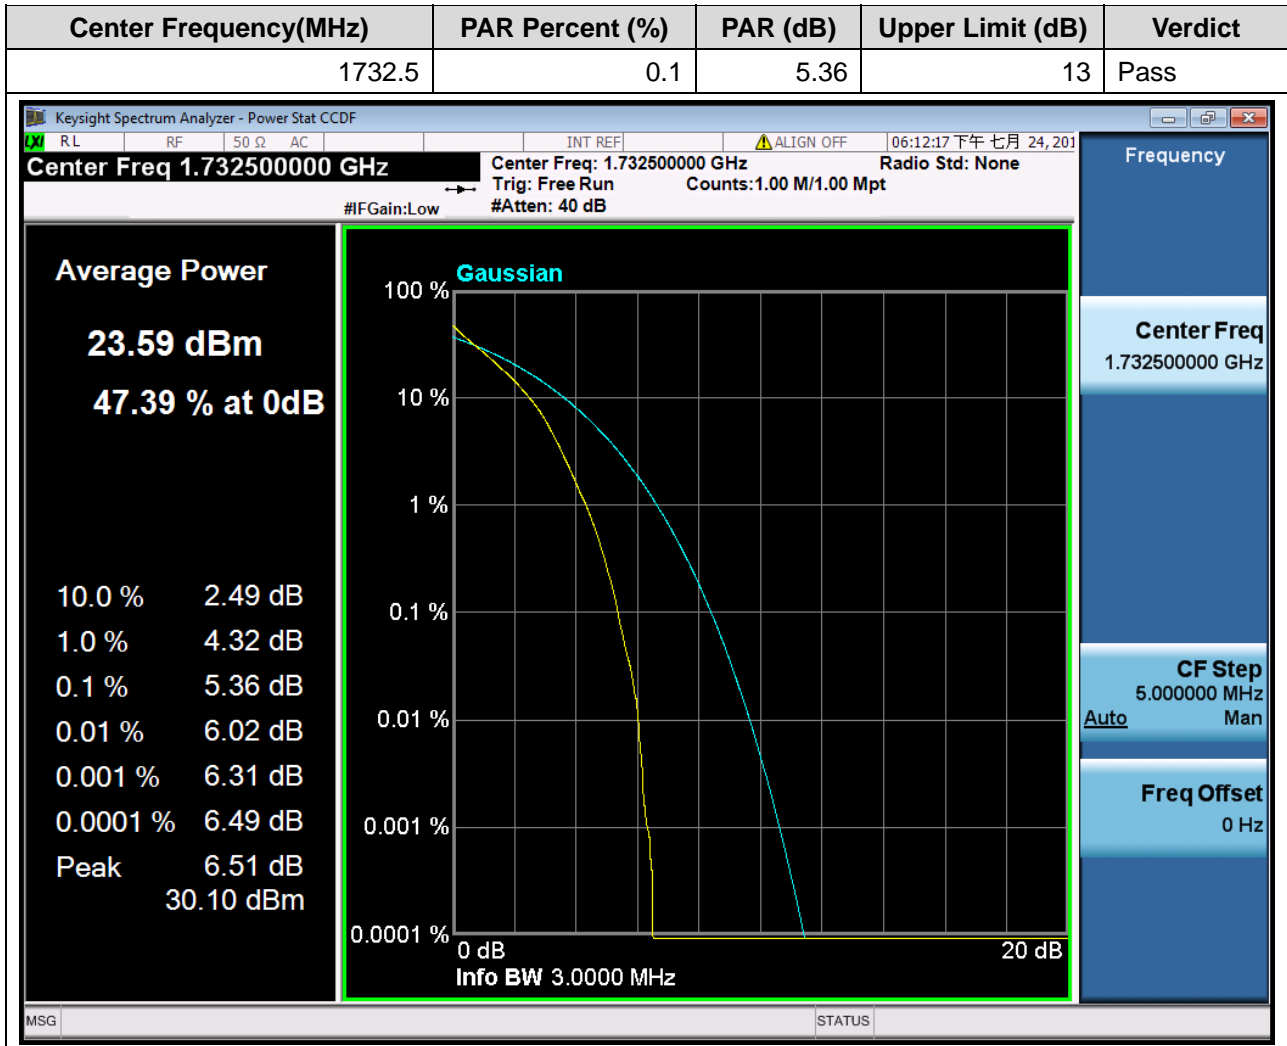 Center Frequency(MHz) PAR Percent (%) PAR (dB) Upper Limit (dB) Verdict
1732.5 0.1 5.36 13 Pass
Keysight Spectrum Analyzer - Power Stat CCDF
LXI RL RF 50 Ω AC INT REF ALIGN OFF 06:12:17 下午 七月 24, 201
Center Freq 1.732500000 GHz
Center Freq: 1.732500000 GHz Radio Std: None
Trig: Free Run Counts:1.00 M/1.00 Mpt
#IFGain:Low #Atten: 40 dB
Average Power
23.59 dBm
47.39 % at 0dB
10.0 % 2.49 dB
1.0 % 4.32 dB
0.1 % 5.36 dB
0.01 % 6.02 dB
0.001 % 6.31 dB
0.0001 % 6.49 dB
Peak 6.51 dB
30.10 dBm
Gaussian
100 %
10 %
1 %
0.1 %
0.01 %
0.001 %
0.0001 %
0 dB 20 dB
Info BW 3.0000 MHz
Frequency
Center Freq
1.732500000 GHz
CF Step
5.000000 MHz
Auto Man
Freq Offset
0 Hz
MSG STATUS